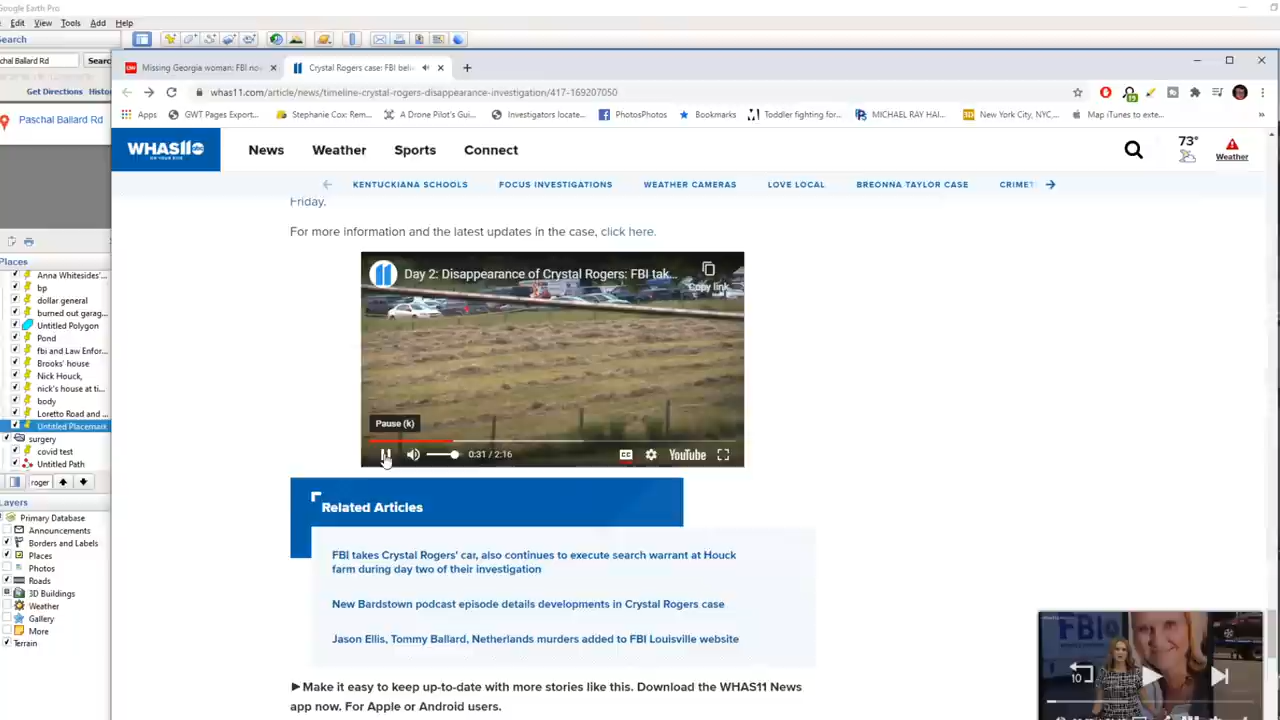 Google Earth Pro
Edit View Tools Add Help
Search
chal Ballard Rd Searc
Get Directions Histo
Paschal Ballard Rd
Places
Anna Whitesides'...
bp
dollar general
burned out garag...
Untitled Polygon
Pond
fbi and Law Enfor...
Brooks' house
Nick Houck,
nick's house at ti...
body
Loretto Road and ...
Untitled Placemark
surgery
covid test
Untitled Path
roger
Layers
Primary Database
Announcements
Borders and Labels
Places
Photos
Roads
3D Buildings
Weather
Gallery
More
Terrain
Missing Georgia woman: FBI no
Crystal Rogers case: FBI beli
whas11.com/article/news/timeline-crystal-rogers-disappearance-investigation/417-169207050
Apps GWT Pages Export... Stephanie Cox: Rem... A Drone Pilot's Gui... Investigators locate... PhotosPhotos Bookmarks Toddler fighting for... MICHAEL RAY HAI... New York City, NYC,... Map iTunes to exte...
WHAS11 abc
ON YOUR SIDE
News Weather Sports Connect
73°
Weather
KENTUCKIANA SCHOOLS FOCUS INVESTIGATIONS WEATHER CAMERAS LOVE LOCAL BREONNA TAYLOR CASE CRIMET
Friday.
For more information and the latest updates in the case, click here.
Day 2: Disappearance of Crystal Rogers: FBI tak...
Copy link
Pause (k)
0:31 / 2:16
CC
YouTube
Related Articles
FBI takes Crystal Rogers' car, also continues to execute search warrant at Houck
farm during day two of their investigation
New Bardstown podcast episode details developments in Crystal Rogers case
Jason Ellis, Tommy Ballard, Netherlands murders added to FBI Louisville website
►Make it easy to keep up-to-date with more stories like this. Download the WHAS11 News
app now. For Apple or Android users.
FBI
10